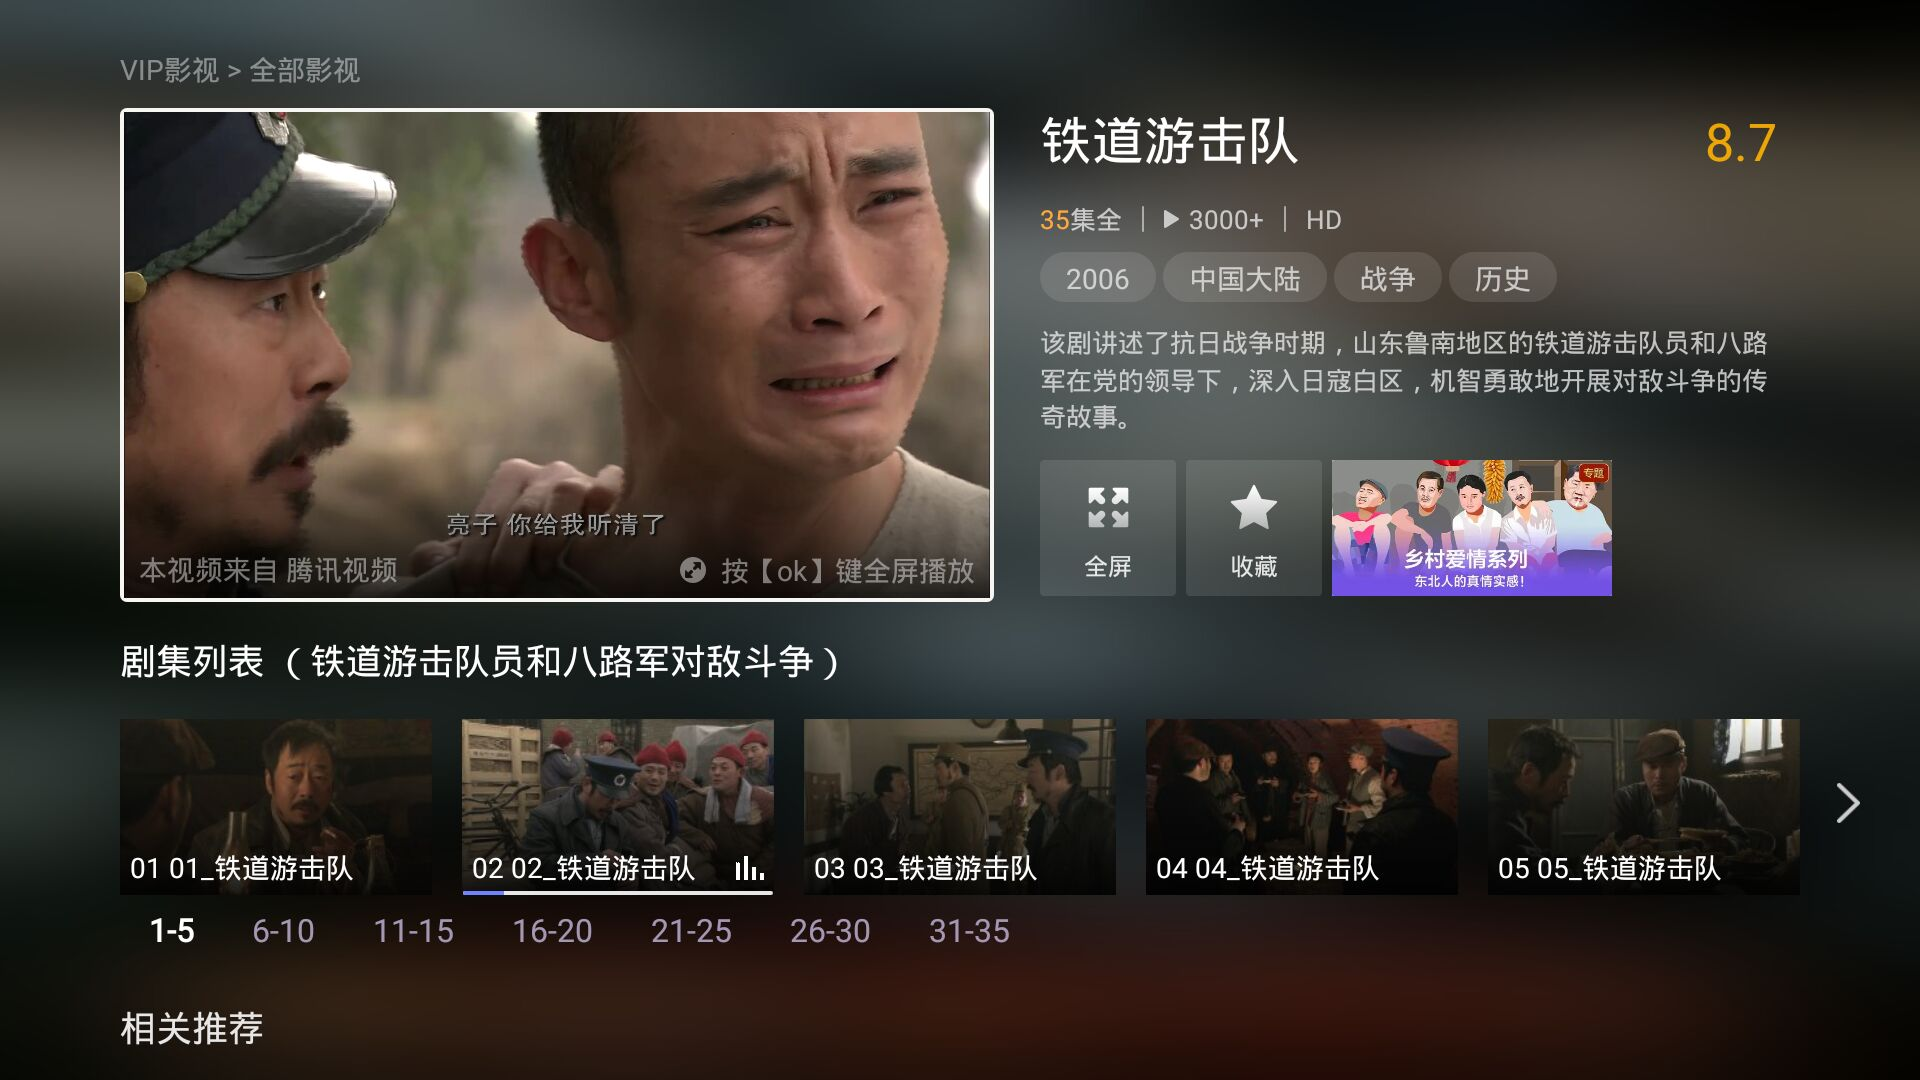 VIP影视 > 全部影视
亮子 你给我听清了
本视频来自 腾讯视频
按【ok】键全屏播放
铁道游击队
8.7
35集全 | 3000+ | HD
2006 中国大陆 战争 历史
该剧讲述了抗日战争时期，山东鲁南地区的铁道游击队员和八路
军在党的领导下，深入日寇白区，机智勇敢地开展对敌斗争的传
奇故事。
全屏
收藏
专题
乡村爱情系列
东北人的真情实感！
剧集列表 （铁道游击队员和八路军对敌斗争）
01 01_铁道游击队
02 02_铁道游击队
03 03_铁道游击队
04 04_铁道游击队
05 05_铁道游击队
1-5 6-10 11-15 16-20 21-25 26-30 31-35
相关推荐